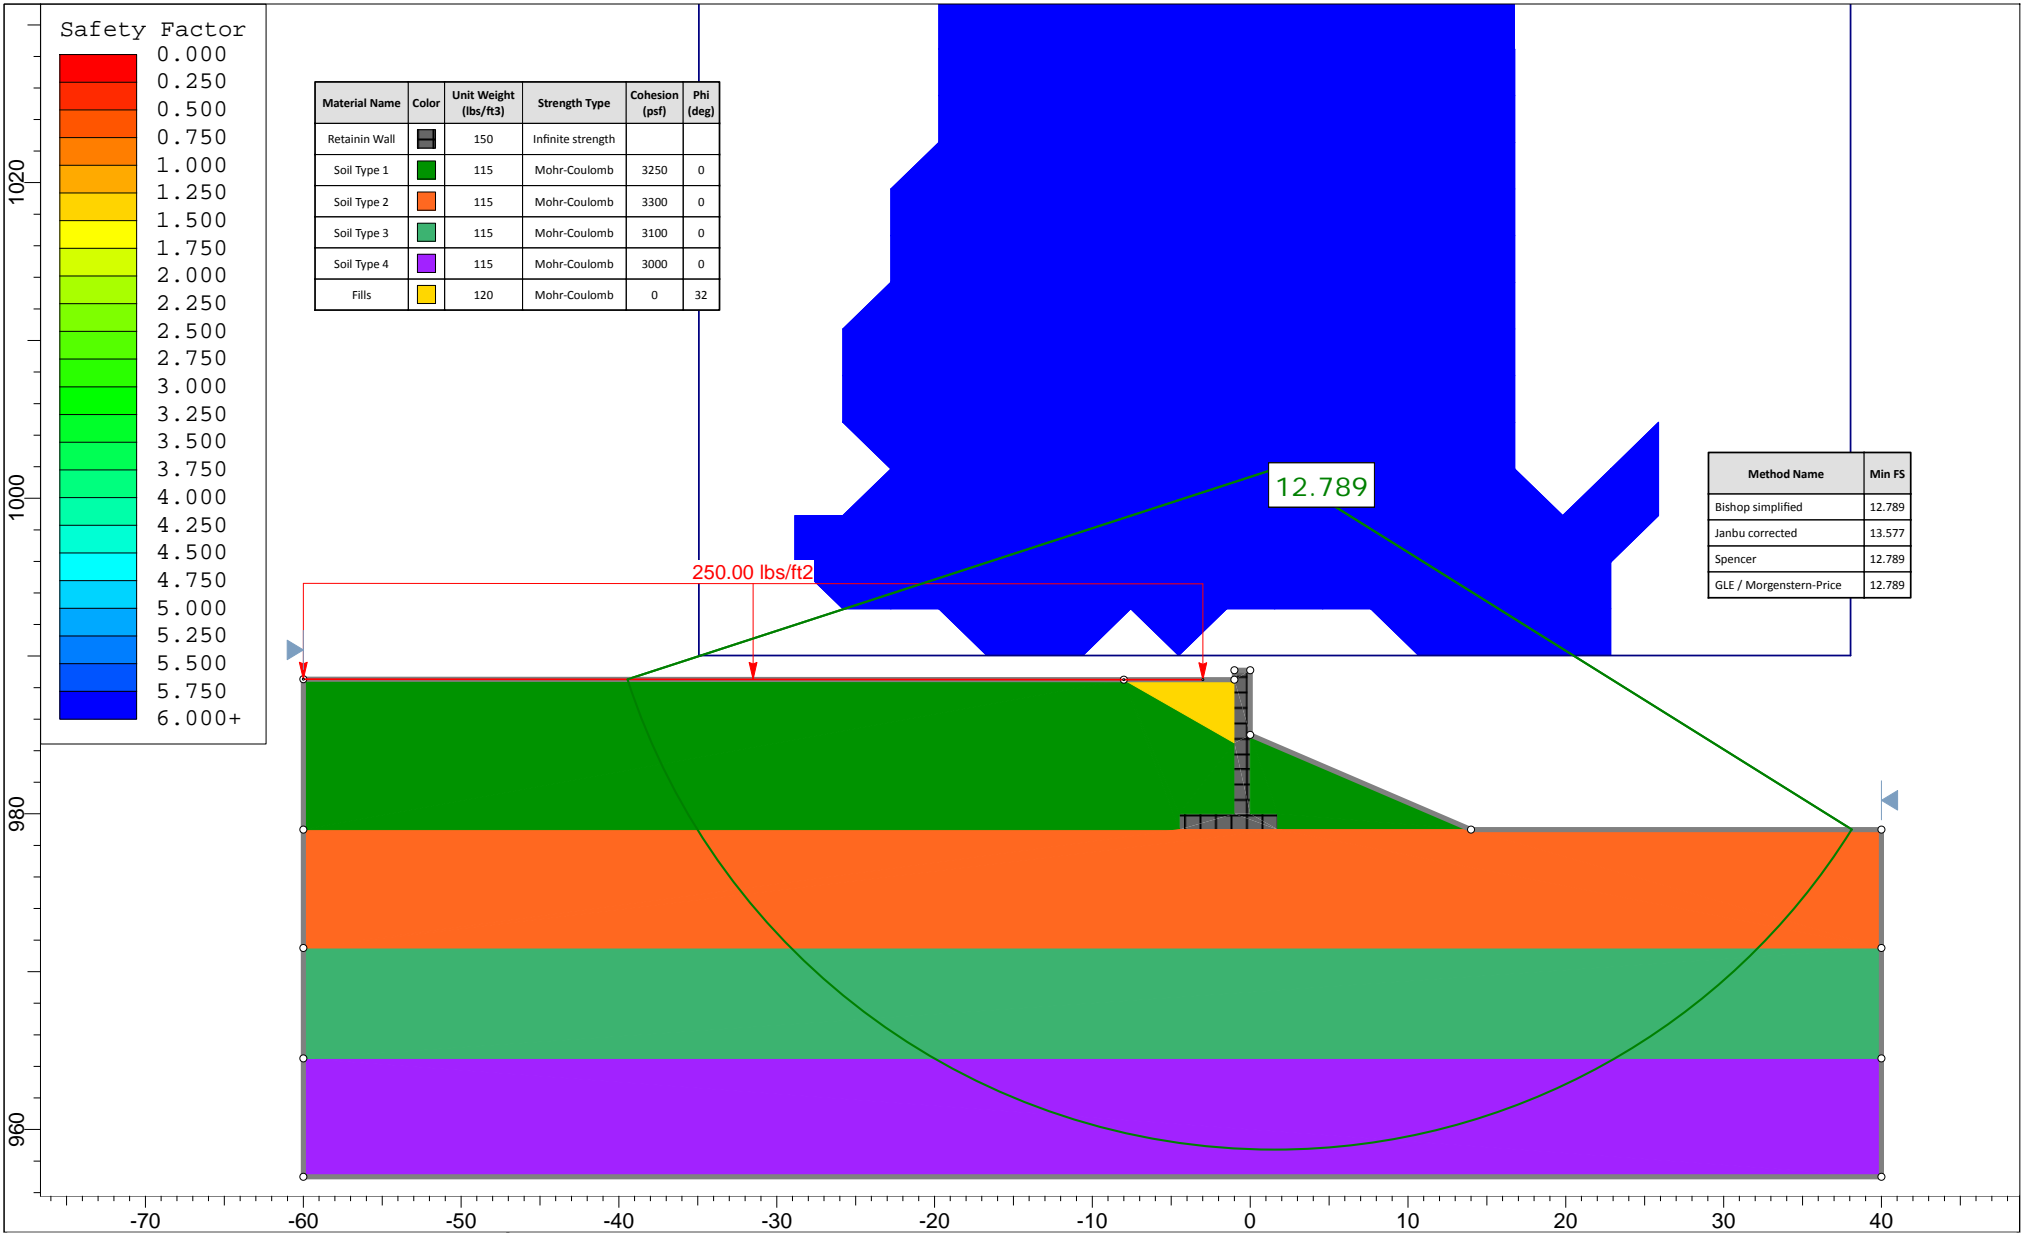 Safety Factor
0.000
0.250
0.500
0.750
1.000
1.250
1.500
1.750
2.000
2.250
2.500
2.750
3.000
3.250
3.500
3.750
4.000
4.250
4.500
4.750
5.000
5.250
5.500
5.750
6.000+
Material Name Color Unit Weight (lbs/ft3) Strength Type Cohesion (psf) Phi (deg)
Retainin Wall 150 Infinite strength
Soil Type 1 115 Mohr-Coulomb 3250 0
Soil Type 2 115 Mohr-Coulomb 3300 0
Soil Type 3 115 Mohr-Coulomb 3100 0
Soil Type 4 115 Mohr-Coulomb 3000 0
Fills 120 Mohr-Coulomb 0 32
12.789
Method Name Min FS
Bishop simplified 12.789
Janbu corrected 13.577
Spencer 12.789
GLE / Morgenstern-Price 12.789
250.00 lbs/ft2
1020
1000
980
960
-70 -60 -50 -40 -30 -20 -10 0 10 20 30 40